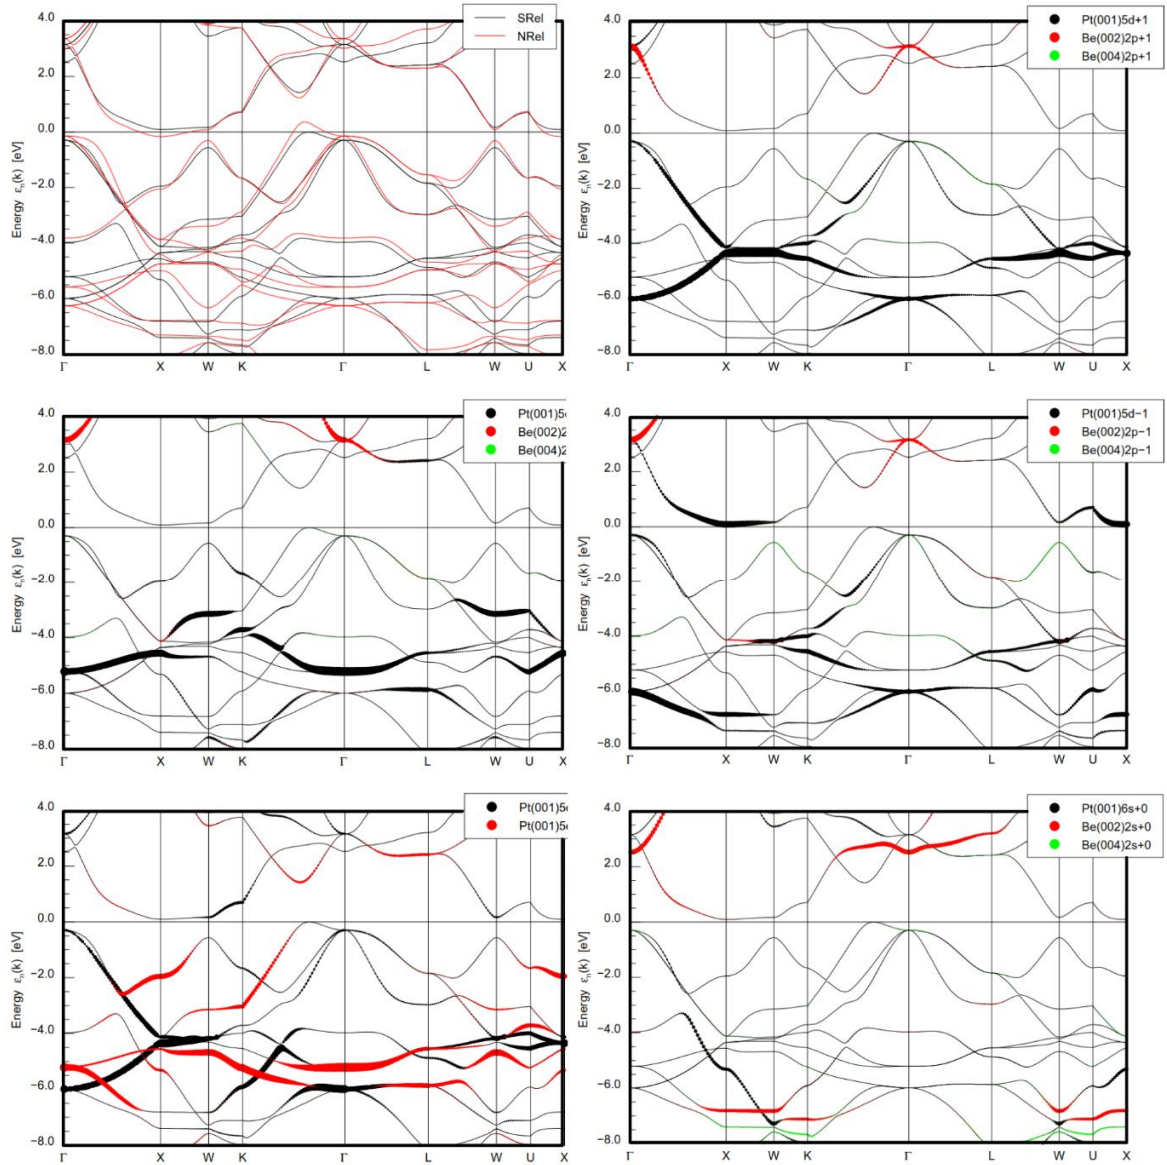 SRel
NRel
Energy εn(k) [eV]
4.0
2.0
0.0
−2.0
−4.0
−6.0
−8.0
Γ X W K Γ L W U X
Pt(001)5d+1
Be(002)2p+1
Be(004)2p+1
Energy εn(k) [eV]
4.0
2.0
0.0
−2.0
−4.0
−6.0
−8.0
Γ X W K Γ L W U X
Pt(001)5
Be(002)2
Be(004)2
Energy εn(k) [eV]
4.0
2.0
0.0
−2.0
−4.0
−6.0
−8.0
Γ X W K Γ L W U X
Pt(001)5d−1
Be(002)2p−1
Be(004)2p−1
Energy εn(k) [eV]
4.0
2.0
0.0
−2.0
−4.0
−6.0
−8.0
Γ X W K Γ L W U X
Pt(001)5
Pt(001)5
Energy εn(k) [eV]
4.0
2.0
0.0
−2.0
−4.0
−6.0
−8.0
Γ X W K Γ L W U X
Pt(001)6s+0
Be(002)2s+0
Be(004)2s+0
Energy εn(k) [eV]
4.0
2.0
0.0
−2.0
−4.0
−6.0
−8.0
Γ X W K Γ L W U X